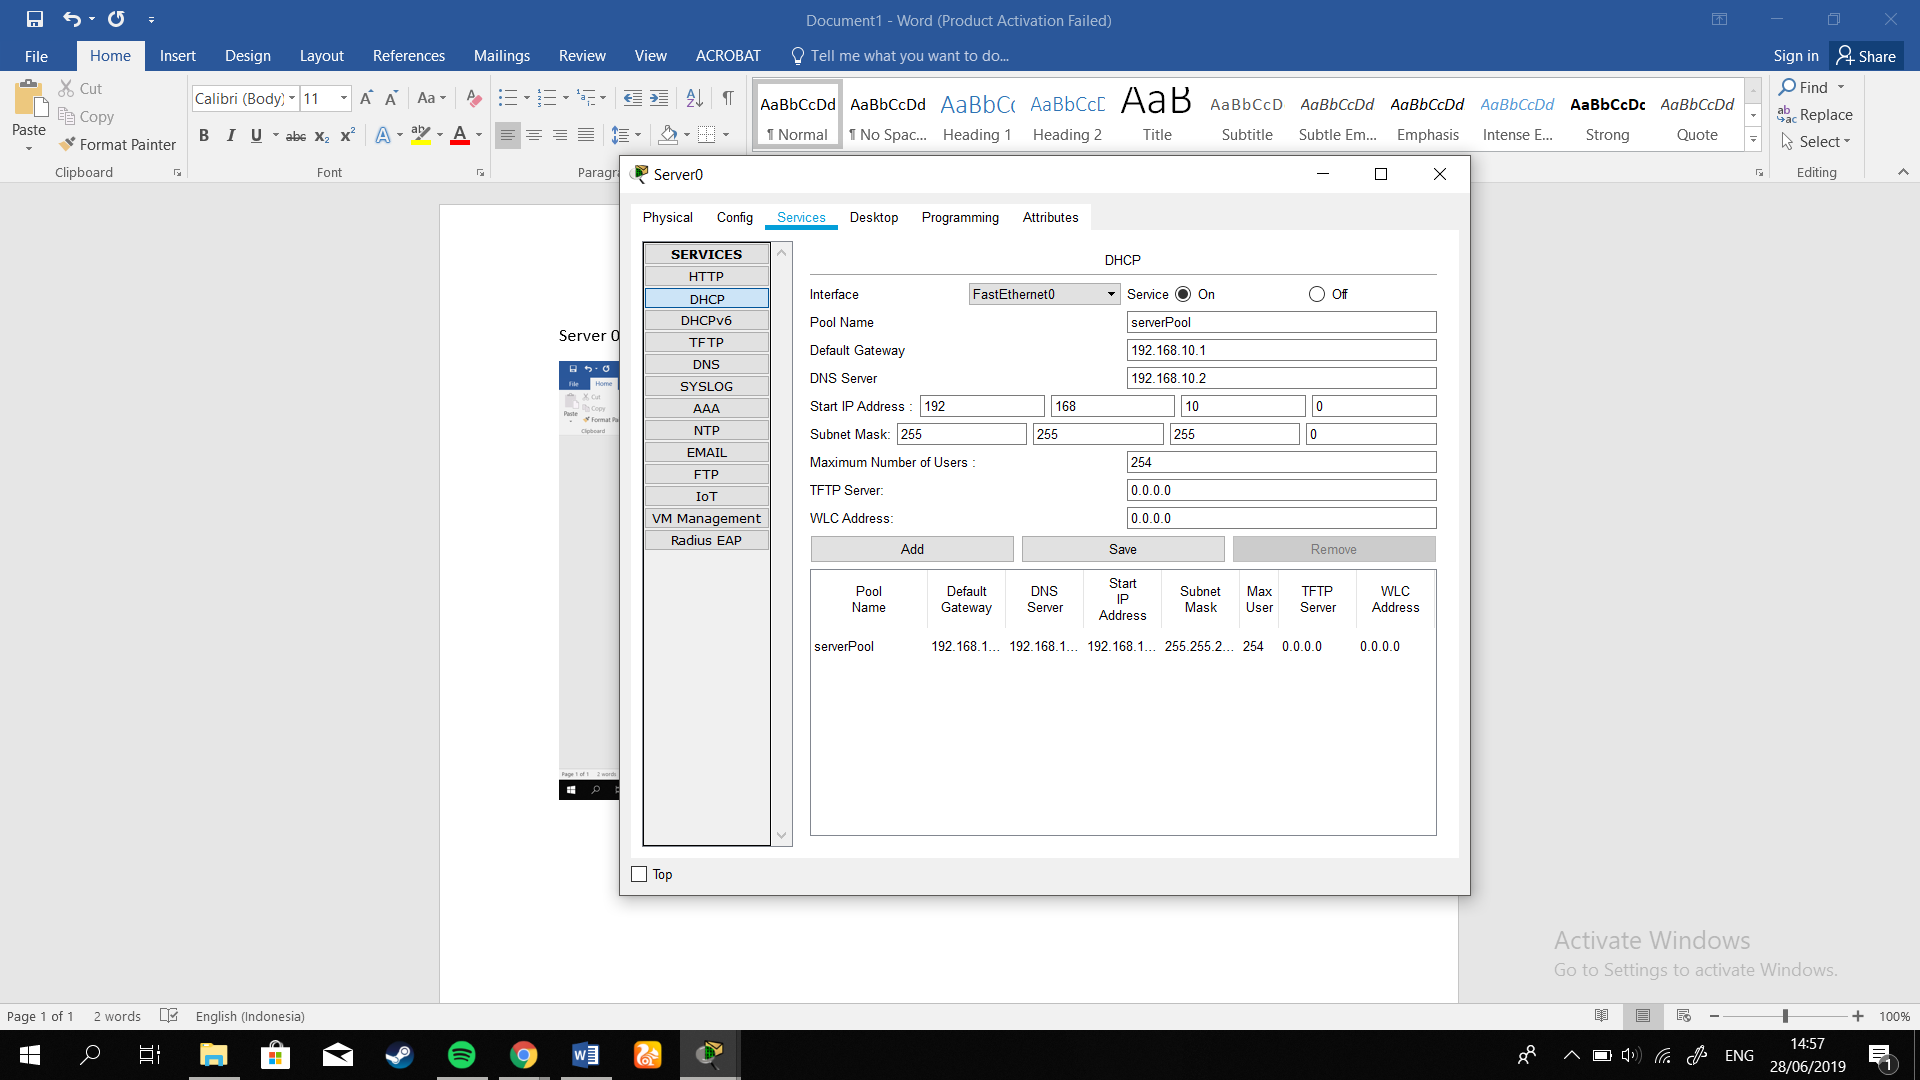 Document1 - Word (Product Activation Failed)
File Home Insert Design Layout References Mailings Review View ACROBAT Tell me what you want to do... Sign in Share
Paste
Cut
Copy
Format Painter
Clipboard
Calibri (Body) 11
Font
AaBbCcDd AaBbCcDd AaBbCc AaBbCcD AaB AaBbCcD AaBbCcDd AaBbCcDd AaBbCcDd AaBbCcDc AaBbCcDd
¶ Normal ¶ No Spac... Heading 1 Heading 2 Title Subtitle Subtle Em... Emphasis Intense E... Strong Quote
Find
Replace
Select
Editing
Server 0
Server0
Physical Config Services Desktop Programming Attributes
SERVICES
HTTP
DHCP
DHCPv6
TFTP
DNS
SYSLOG
AAA
NTP
EMAIL
FTP
IoT
VM Management
Radius EAP
DHCP
Interface FastEthernet0 Service On Off
Pool Name serverPool
Default Gateway 192.168.10.1
DNS Server 192.168.10.2
Start IP Address : 192 168 10 0
Subnet Mask: 255 255 255 0
Maximum Number of Users : 254
TFTP Server: 0.0.0.0
WLC Address: 0.0.0.0
Add Save Remove
Pool Name Default Gateway DNS Server Start IP Address Subnet Mask Max User TFTP Server WLC Address
serverPool 192.168.1... 192.168.1... 192.168.1... 255.255.2... 254 0.0.0.0 0.0.0.0
Top
Activate Windows
Go to Settings to activate Windows.
Page 1 of 1 2 words English (Indonesia) 100%
ENG
14:57
28/06/2019
1